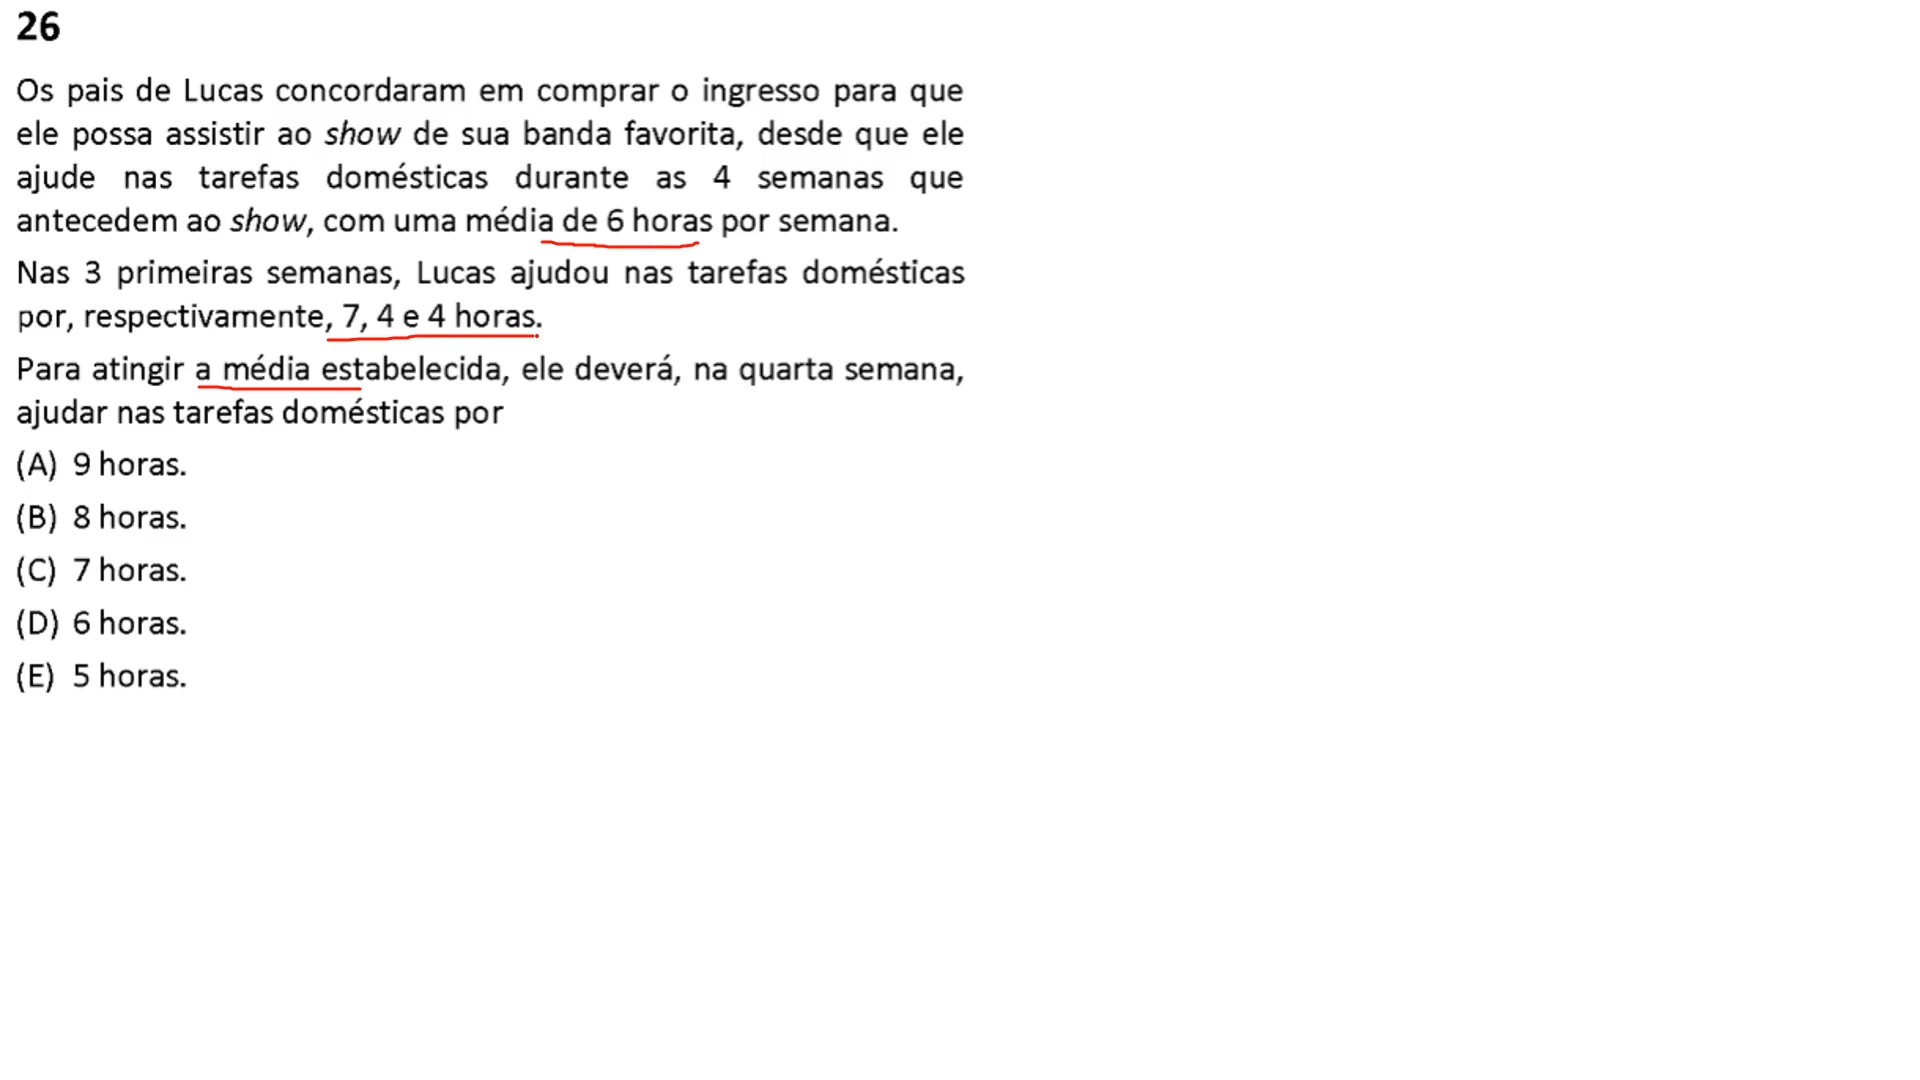 26
Os pais de Lucas concordaram em comprar o ingresso para que
ele possa assistir ao show de sua banda favorita, desde que ele
ajude nas tarefas domésticas durante as 4 semanas que
antecedem ao show, com uma média de 6 horas por semana.
Nas 3 primeiras semanas, Lucas ajudou nas tarefas domésticas
por, respectivamente, 7, 4 e 4 horas.
Para atingir a média estabelecida, ele deverá, na quarta semana,
ajudar nas tarefas domésticas por
(A) 9 horas.
(B) 8 horas.
(C) 7 horas.
(D) 6 horas.
(E) 5 horas.